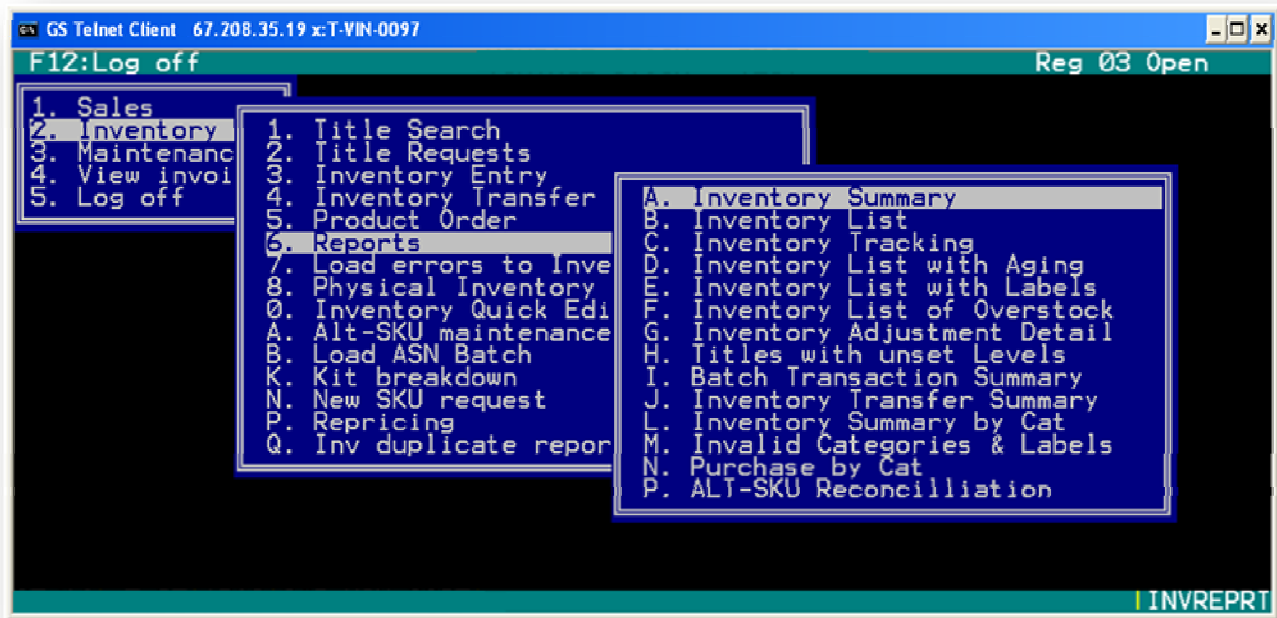 GS Telnet Client 67.208.35.19 x:T-VIN-0097
F12:Log off Reg 03 Open
1. Sales
2. Inventory
3. Maintenanc
4. View invoi
5. Log off
1. Title Search
2. Title Requests
3. Inventory Entry
4. Inventory Transfer
5. Product Order
6. Reports
7. Load errors to Inve
8. Physical Inventory
0. Inventory Quick Edi
A. Alt-SKU maintenance
B. Load ASN Batch
K. Kit breakdown
N. New SKU request
P. Repricing
Q. Inv duplicate repor
A. Inventory Summary
B. Inventory List
C. Inventory Tracking
D. Inventory List with Aging
E. Inventory List with Labels
F. Inventory List of Overstock
G. Inventory Adjustment Detail
H. Titles with unset Levels
I. Batch Transaction Summary
J. Inventory Transfer Summary
L. Inventory Summary by Cat
M. Invalid Categories & Labels
N. Purchase by Cat
P. ALT-SKU Reconcilliation
INVREPRT